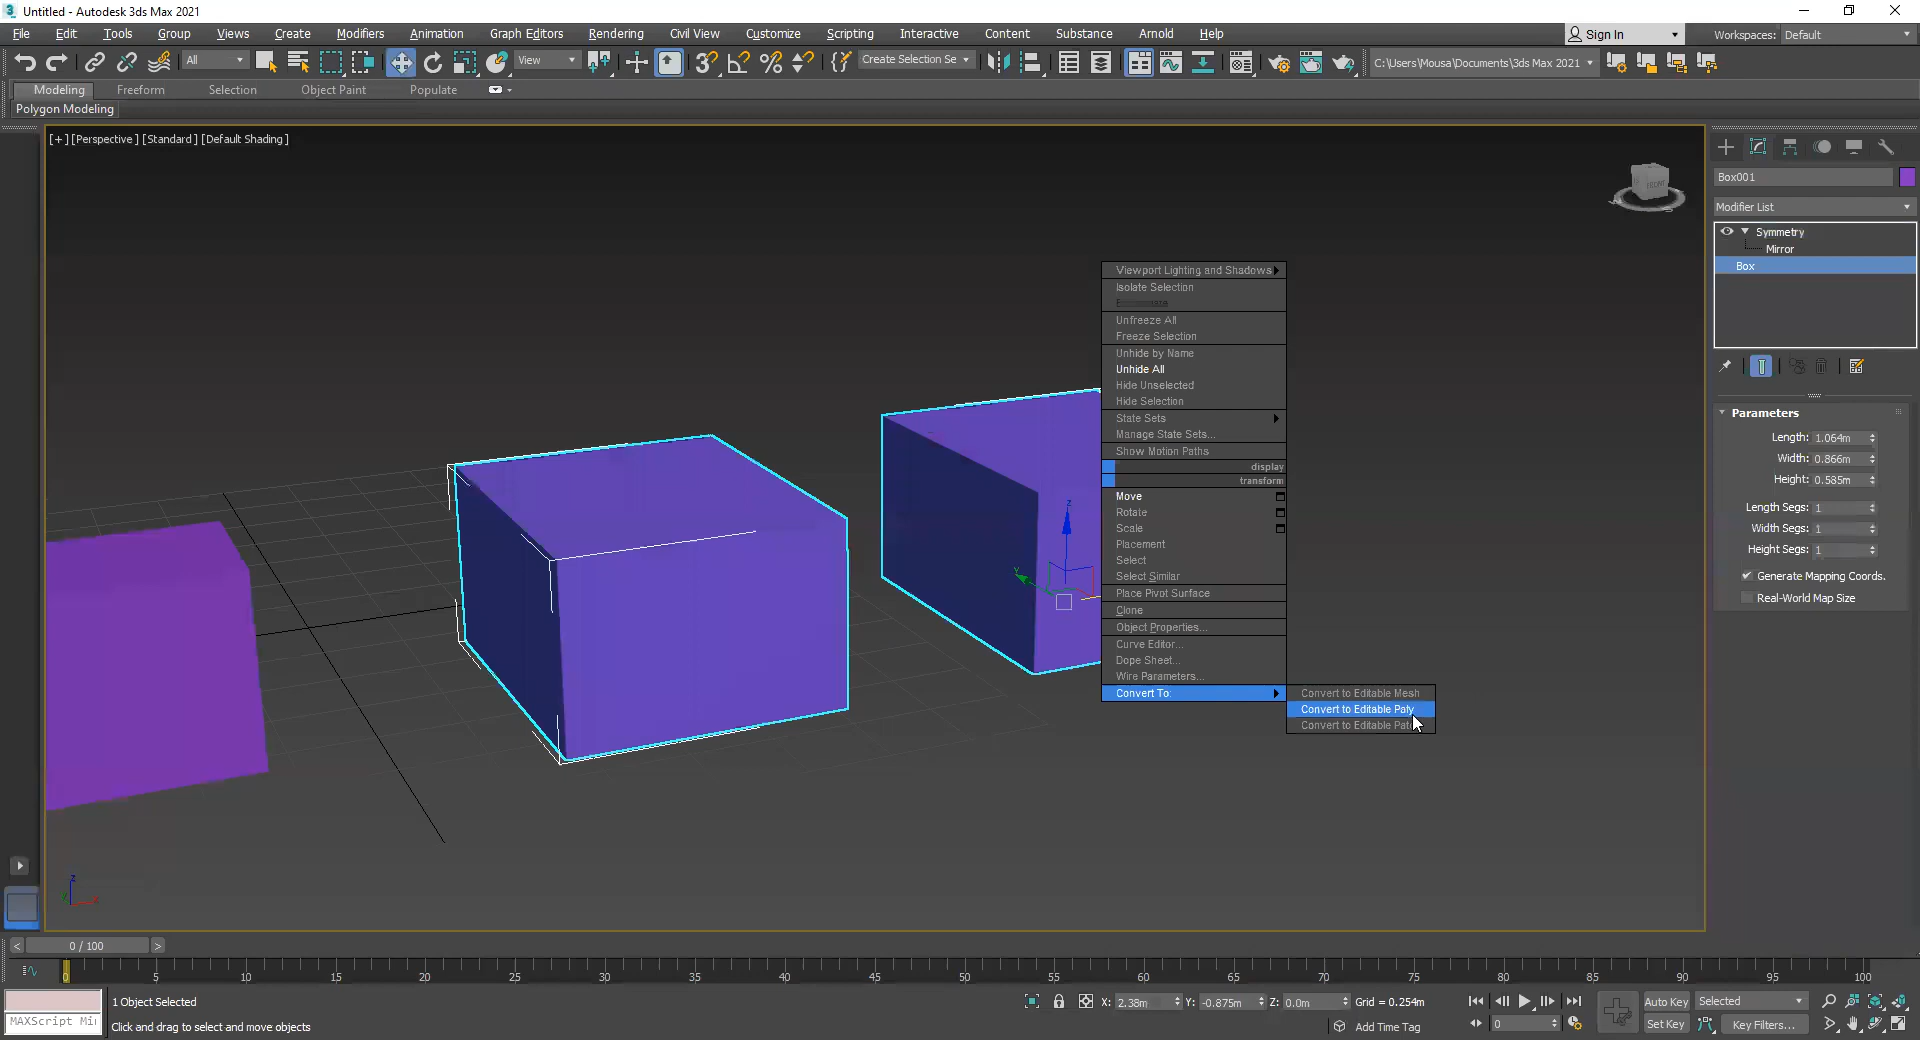 Untitled - Autodesk 3ds Max 2021
File Edit Tools Group Views Create Modifiers Animation Graph Editors Rendering Civil View Customize Scripting Interactive Content Substance Arnold Help
Sign In
Workspaces: Default
All
View
Create Selection Se
C:\Users\Mousa\Documents\3ds Max 2021
Modeling Freeform Selection Object Paint Populate
Polygon Modeling
[+] [Perspective] [Standard] [Default Shading]
FRONT
Viewport Lighting and Shadows
Isolate Selection
Unfreeze All
Freeze Selection
Unhide by Name
Unhide All
Hide Unselected
Hide Selection
State Sets
Manage State Sets...
Show Motion Paths
display
transform
Move
Rotate
Scale
Placement
Select
Select Similar
Place Pivot Surface
Clone
Object Properties...
Curve Editor...
Dope Sheet...
Wire Parameters...
Convert To:
Convert to Editable Mesh
Convert to Editable Poly
Convert to Editable Patc
z
Y
z
Box001
Modifier List
Symmetry
Mirror
Box
Parameters
Length: 1.064m
Width: 0.866m
Height: 0.585m
Length Segs: 1
Width Segs: 1
Height Segs: 1
Generate Mapping Coords.
Real-World Map Size
< 0 / 100 >
0 5 10 15 20 25 30 35 40 45 50 55 60 65 70 75 80 85 90 95 100
1 Object Selected
X: 2.38m Y: -0.875m Z: 0.0m Grid = 0.254m
Auto Key Selected
MAXScript Mi
Click and drag to select and move objects
Add Time Tag
0
Set Key Key Filters...